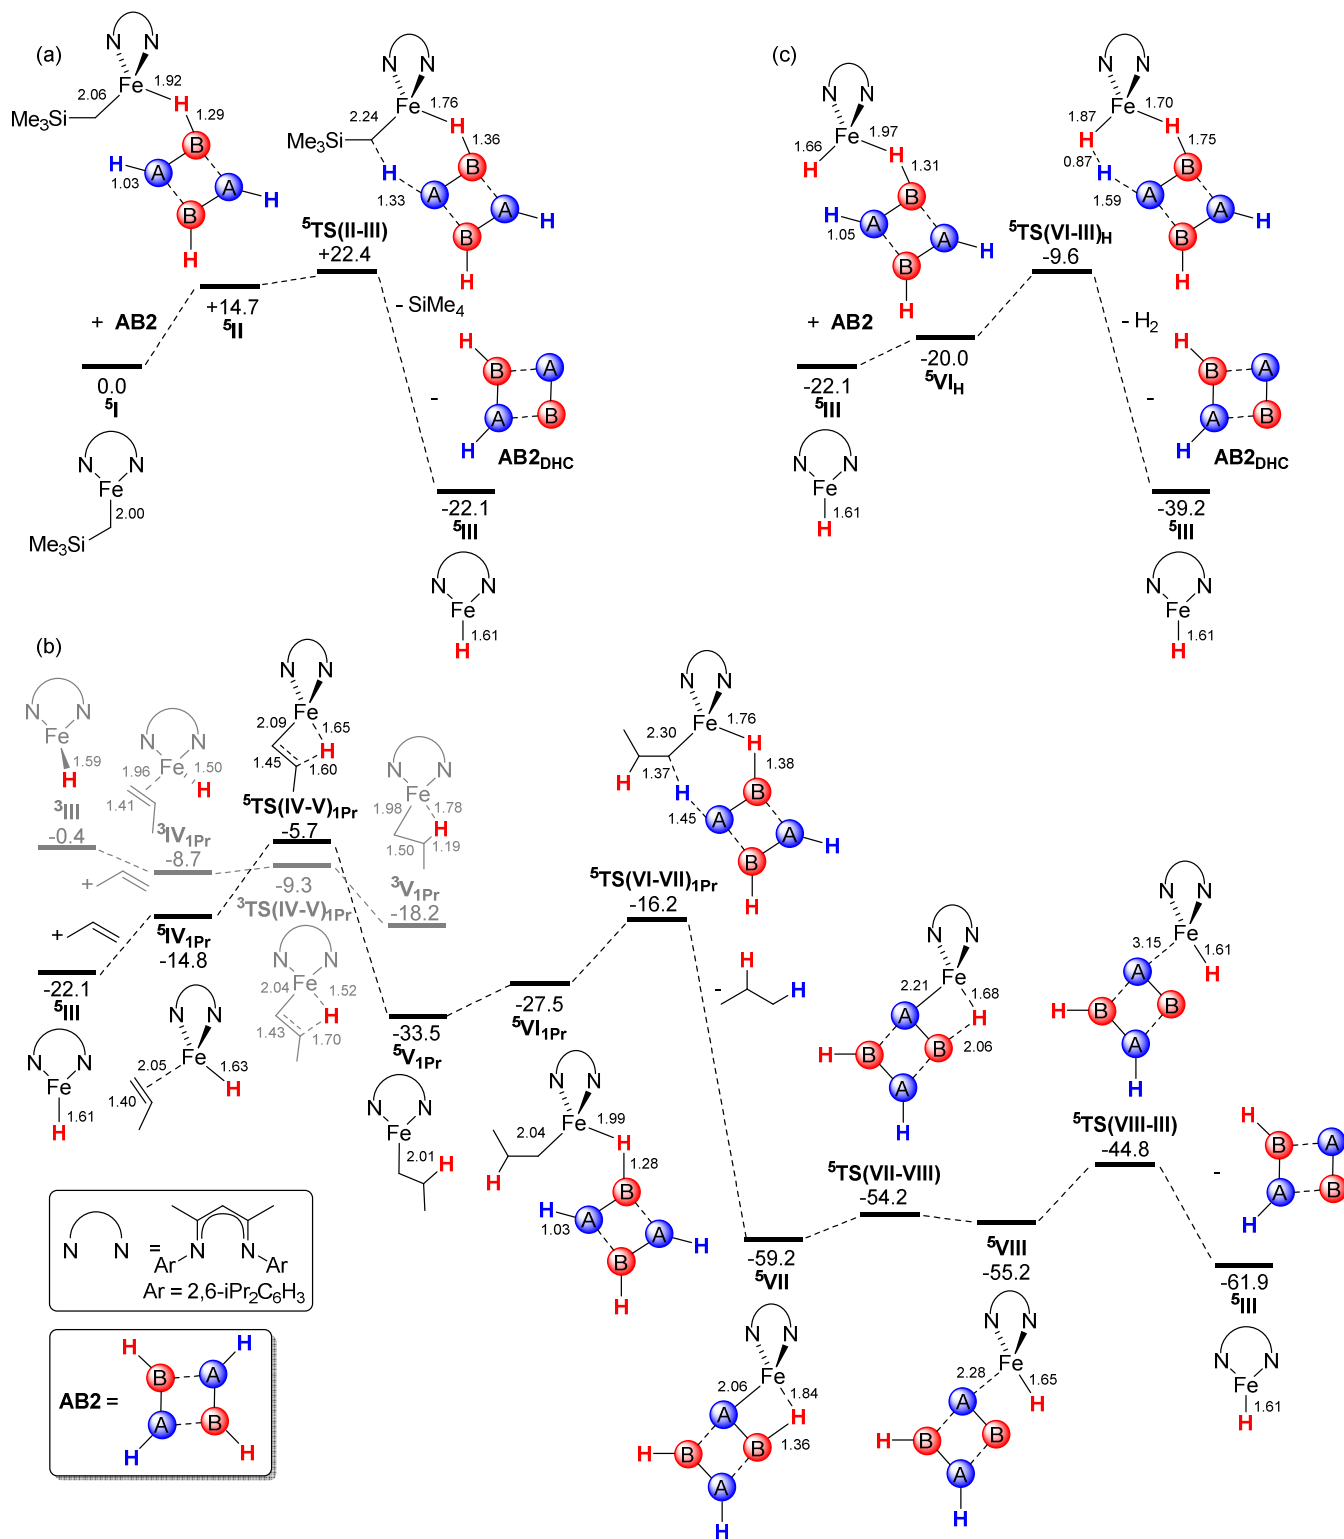 (a)
N N
Fe
2.06
1.92
H
Me3Si
1.29
H
B
A
1.03
A
H
B
H
N N
Fe
2.24
1.76
H
Me3Si
1.36
H
B
1.33
A
A
H
B
H
5TS(II-III)
+22.4
+ AB2
+14.7
5II
- SiMe4
0.0
5I
N N
Fe
2.00
Me3Si
-
H
B A
A B
H
AB2DHC
-22.1
5III
N N
Fe
1.61
H
(c)
N N
Fe
1.66
1.97
H
H
1.31
B
H
A
1.05
A
H
B
H
N N
Fe
1.87
1.70
H
H
0.87
1.75
H
B
1.59
A
A
H
B
H
5TS(VI-III)H
-9.6
+ AB2
-20.0
5VIH
- H2
-22.1
5III
N N
Fe
1.61
H
-
H
B A
A B
H
AB2DHC
-39.2
5III
N N
Fe
1.61
H
(b)
N N
Fe
1.59
H
3III
-0.4
N N
Fe
1.96
1.50
H
1.41
3IV1Pr
-8.7
+
N N
Fe
2.09
1.65
H
1.45
1.60
5TS(IV-V)1Pr
-5.7
-9.3
3TS(IV-V)1Pr
N N
Fe
2.04
1.52
H
1.43
1.70
N N
Fe
1.98
1.78
H
1.50
1.19
3V1Pr
-18.2
+
5IV1Pr
-14.8
-22.1
5III
N N
Fe
1.61
H
N N
Fe
2.05
1.63
H
1.40
-33.5
5V1Pr
N N
Fe
2.01
H
-27.5
5VI1Pr
N N
Fe
2.04
1.99
H
H
1.28
H
B
A
1.03
A
H
B
H
N N
Fe
2.30
1.76
H
H
1.37
1.38
H
B
1.45
A
A
H
B
H
5TS(VI-VII)1Pr
-16.2
-
H
H
-59.2
5VII
N N
Fe
2.06
1.84
A
H
H
B
B
1.36
A
H
N N
Fe
2.21
1.68
A
H
H
B
B
2.06
A
H
5TS(VII-VIII)
-54.2
5VIII
-55.2
N N
Fe
2.28
1.65
A
H
H
B
B
A
H
N N
Fe
3.15
1.61
A
H
H
B
B
A
H
5TS(VIII-III)
-44.8
-
H
B A
A B
H
-61.9
5III
N N
Fe
1.61
H
N N
=
N N
Ar Ar
Ar = 2,6-iPr2C6H3
AB2 =
H
H
B A
A B
H
H